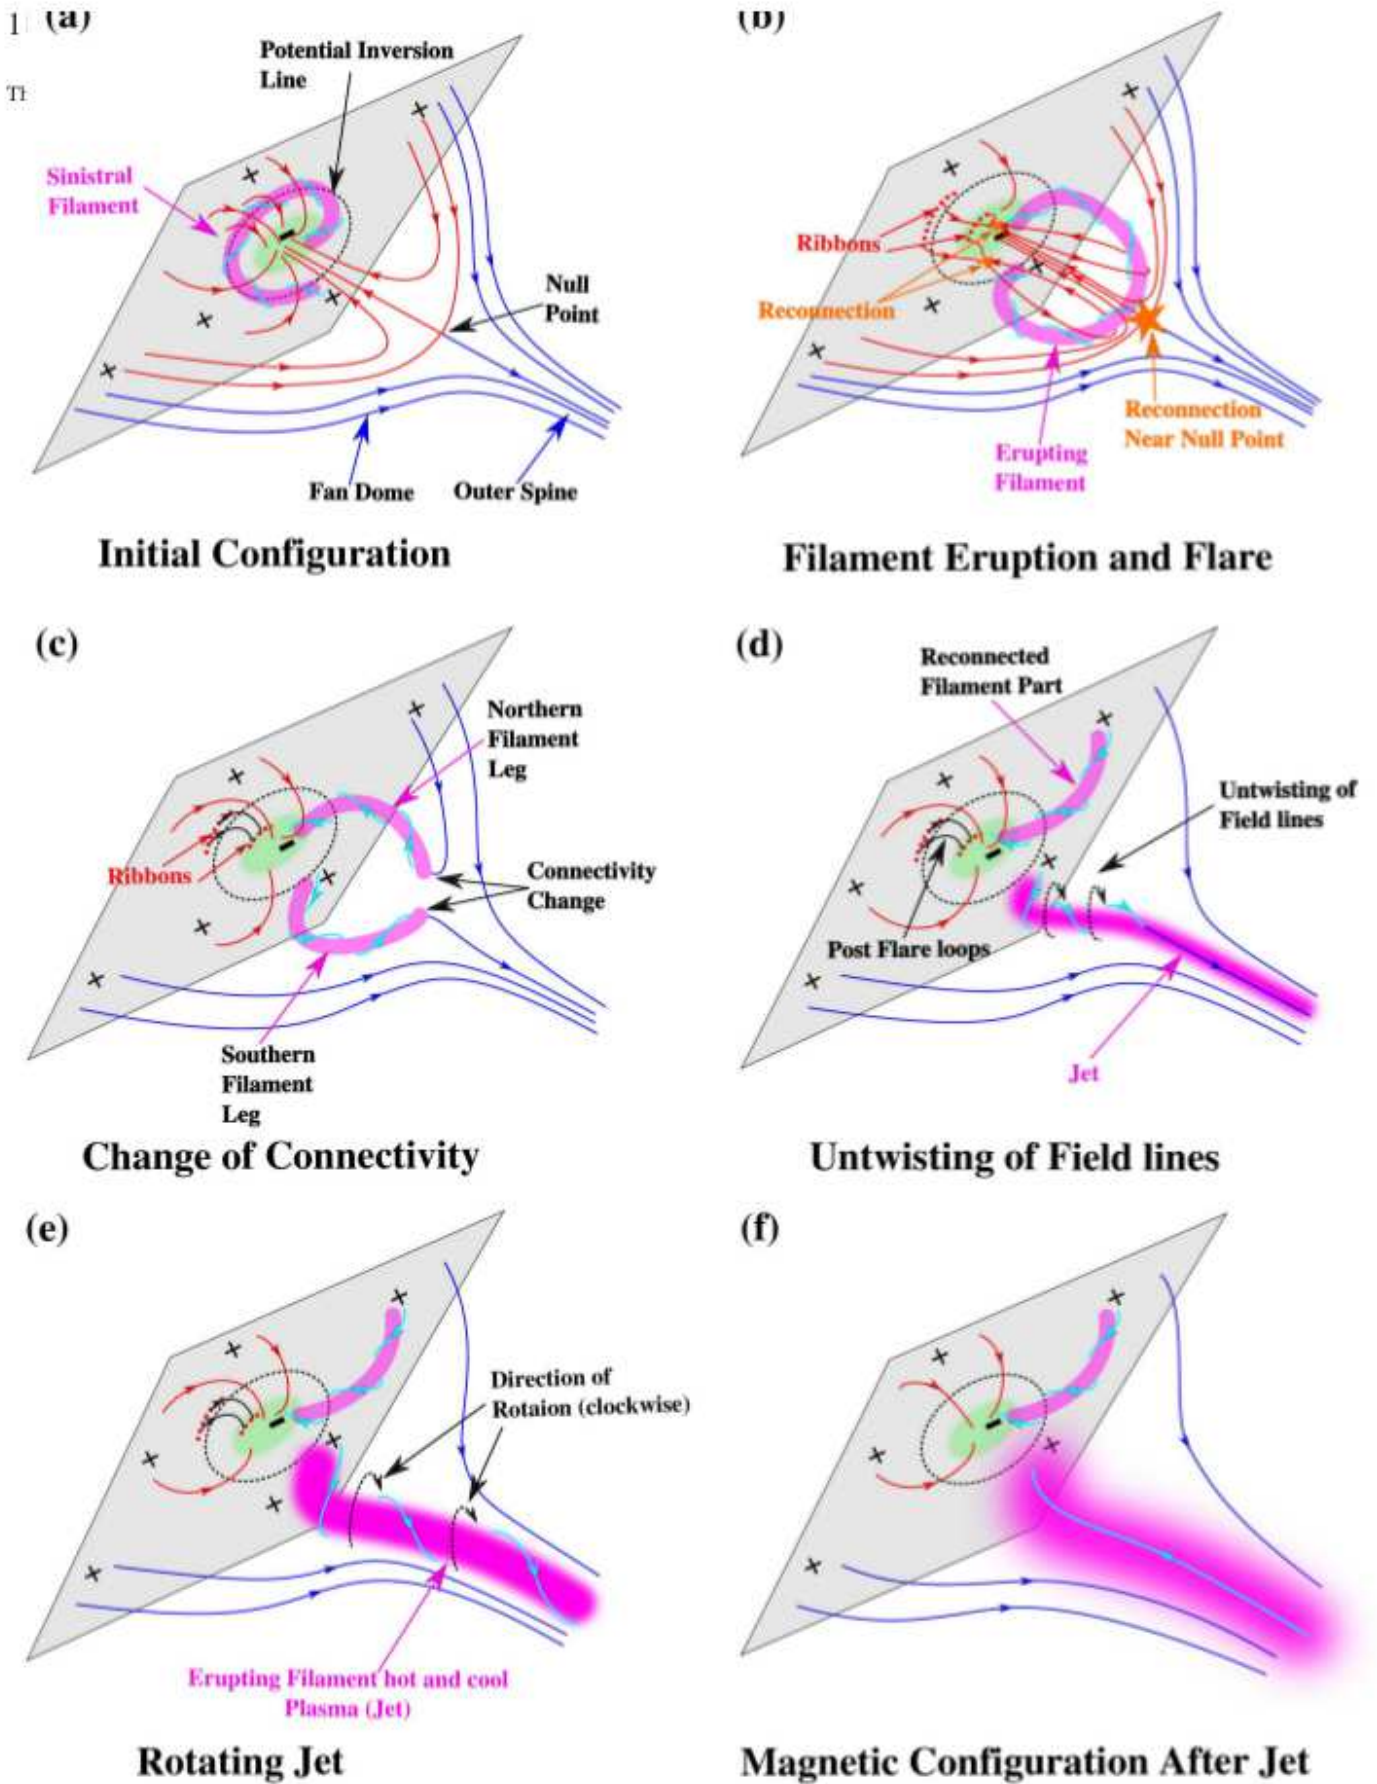 1
(a)
Potential Inversion
Line
Sinistral
Filament
Null
Point
Fan Dome
Outer Spine
Initial Configuration
(b)
Ribbons
Reconnection
Reconnection
Near Null Point
Erupting
Filament
Filament Eruption and Flare
(c)
Northern
Filament
Leg
Ribbons
Connectivity
Change
Southern
Filament
Leg
Change of Connectivity
(d)
Reconnected
Filament Part
Untwisting of
Field lines
Post Flare loops
Jet
Untwisting of Field lines
(e)
Direction of
Rotaion (clockwise)
Erupting Filament hot and cool
Plasma (Jet)
Rotating Jet
(f)
Magnetic Configuration After Jet